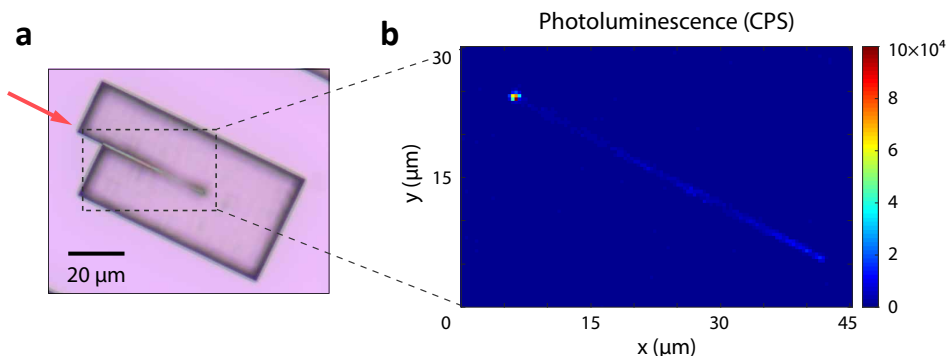 a
20 μm
b
Photoluminescence (CPS)
30
15
0
15
30
45
y (μm)
x (μm)
10×10⁴
8
6
4
2
0